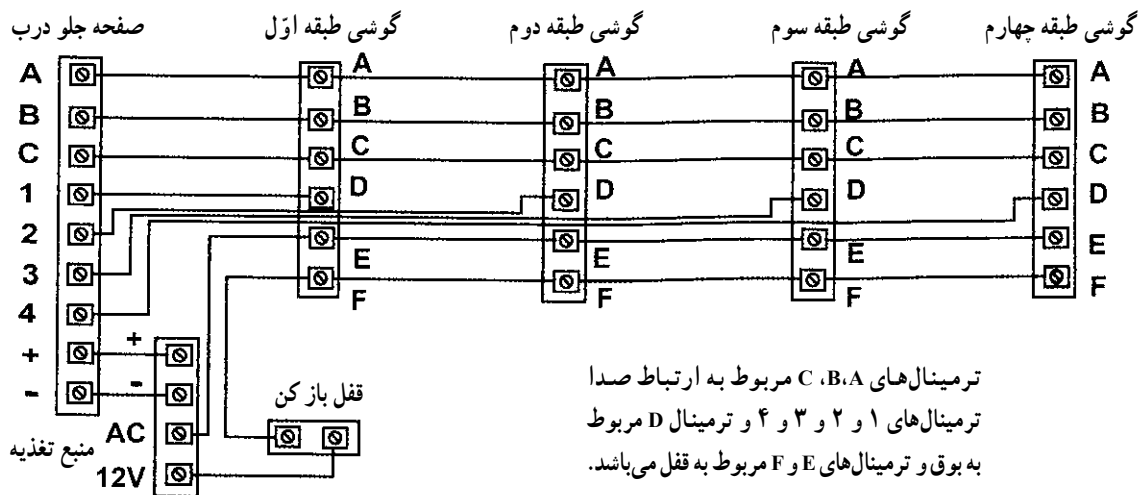 صفحه جلو درب
گوشی طبقه اوّل
گوشی طبقه دوم
گوشی طبقه سوم
گوشی طبقه چهارم
A
B
C
1
2
3
4
+
-
A
B
C
D
E
F
A
B
C
D
E
F
A
B
C
D
E
F
A
B
C
D
E
F
+
-
AC
12V
منبع تغذیه
قفل باز کن
ترمینال‌های A،B، C مربوط به ارتباط صدا
ترمینال‌های ۱ و ۲ و ۳ و ۴ و ترمینال D مربوط
به بوق و ترمینال‌های E و F مربوط به قفل می‌باشد.